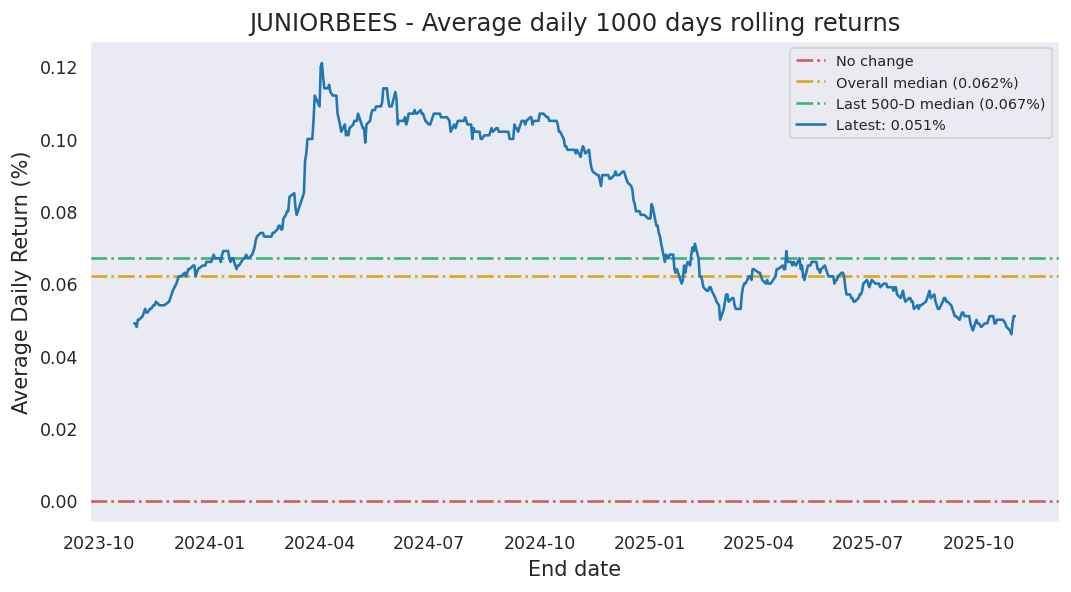 JUNIORBEES - Average daily 1000 days rolling returns
No change
Overall median (0.062%)
Last 500-D median (0.067%)
Latest: 0.051%
Average Daily Return (%)
0.12
0.10
0.08
0.06
0.04
0.02
0.00
2023-10 2024-01 2024-04 2024-07 2024-10 2025-01 2025-04 2025-07 2025-10
End date